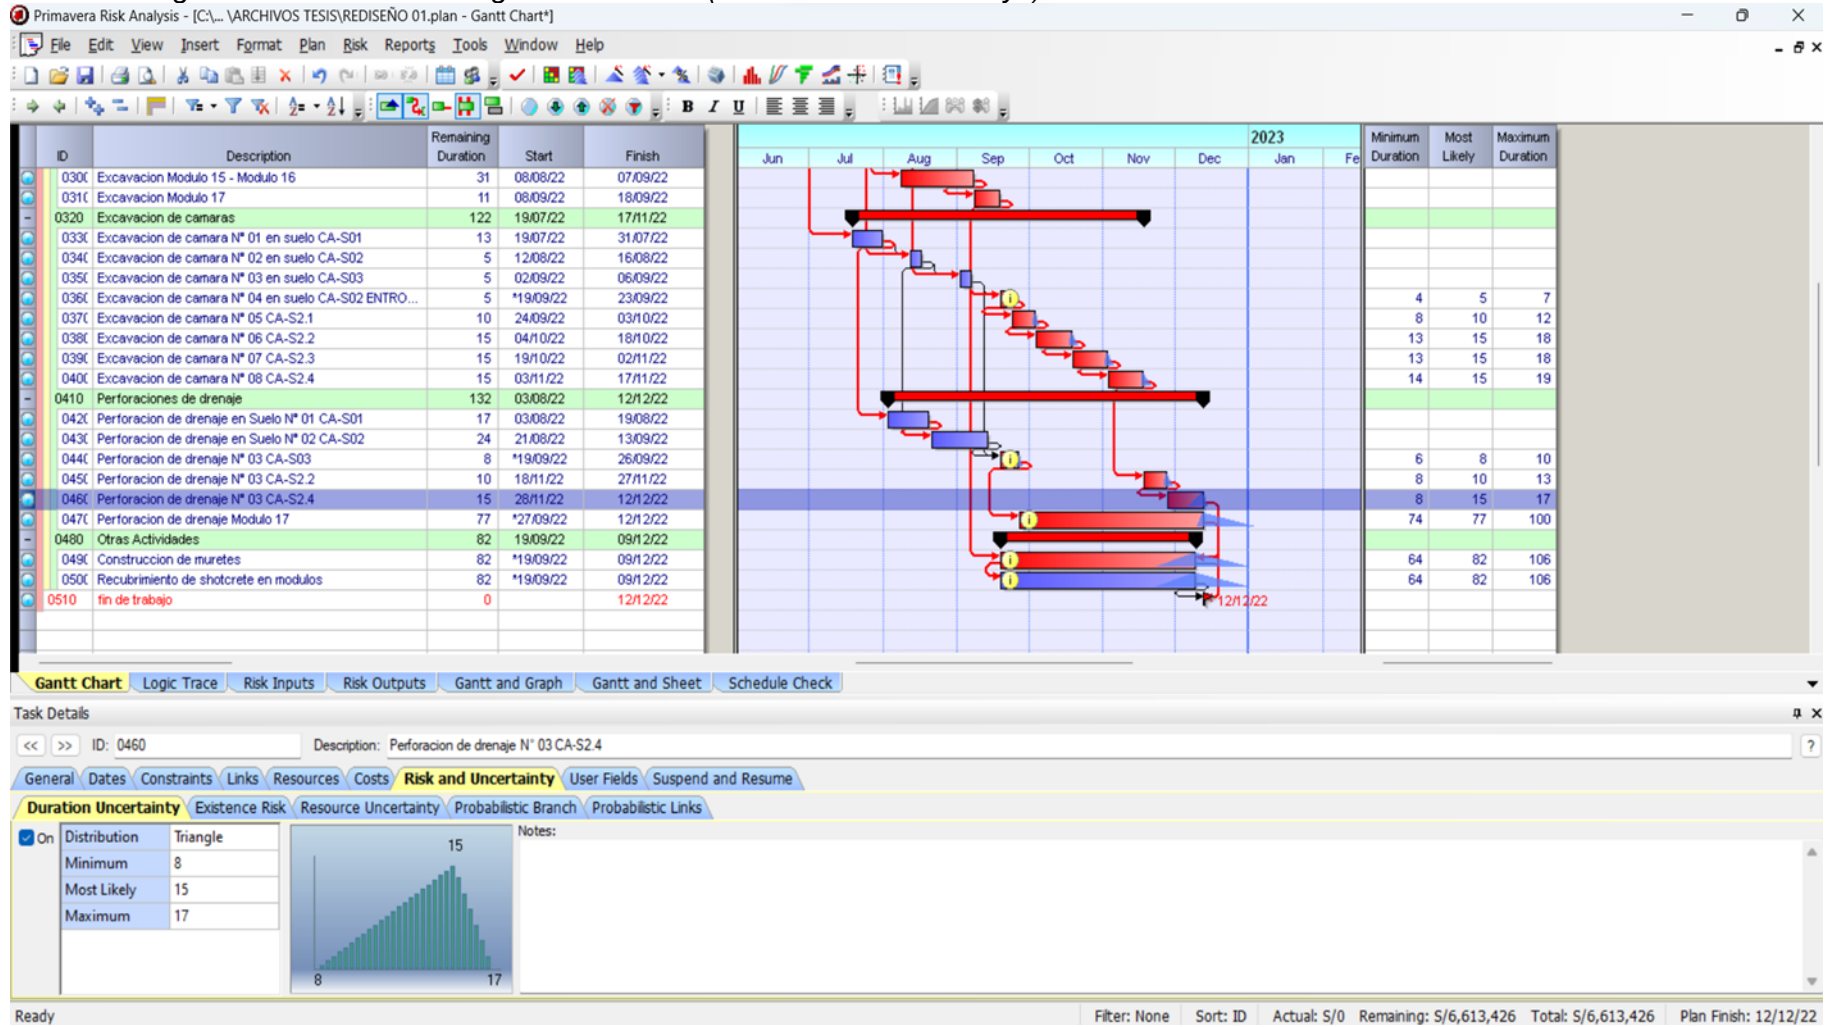 Primavera Risk Analysis - [C:\... \ARCHIVOS TESIS\REDISEÑO 01.plan - Gantt Chart*]
File Edit View Insert Format Plan Risk Reports Tools Window Help
B I U
ID Description Remaining Duration Start Finish
2023
Jun Jul Aug Sep Oct Nov Dec Jan Fe
Minimum Duration Most Likely Maximum Duration
030( Excavacion Modulo 15 - Modulo 16 31 08/08/22 07/09/22
031( Excavacion Modulo 17 11 08/09/22 18/09/22
0320 Excavacion de camaras 122 19/07/22 17/11/22
033( Excavacion de camara N° 01 en suelo CA-S01 13 19/07/22 31/07/22
034( Excavacion de camara N° 02 en suelo CA-S02 5 12/08/22 16/08/22
035( Excavacion de camara N° 03 en suelo CA-S03 5 02/09/22 06/09/22
036( Excavacion de camara N° 04 en suelo CA-S02 ENTRO... 5 *19/09/22 23/09/22 4 5 7
037( Excavacion de camara N° 05 CA-S2.1 10 24/09/22 03/10/22 8 10 12
038( Excavacion de camara N° 06 CA-S2.2 15 04/10/22 18/10/22 13 15 18
039( Excavacion de camara N° 07 CA-S2.3 15 19/10/22 02/11/22 13 15 18
040( Excavacion de camara N° 08 CA-S2.4 15 03/11/22 17/11/22 14 15 19
0410 Perforaciones de drenaje 132 03/08/22 12/12/22
042( Perforacion de drenaje en Suelo N° 01 CA-S01 17 03/08/22 19/08/22
043( Perforacion de drenaje en Suelo N° 02 CA-S02 24 21/08/22 13/09/22
044( Perforacion de drenaje N° 03 CA-S03 8 *19/09/22 26/09/22 6 8 10
045( Perforacion de drenaje N° 03 CA-S2.2 10 18/11/22 27/11/22 8 10 13
046( Perforacion de drenaje N° 03 CA-S2.4 15 28/11/22 12/12/22 8 15 17
047( Perforacion de drenaje Modulo 17 77 *27/09/22 12/12/22 74 77 100
0480 Otras Actividades 82 19/09/22 09/12/22
049( Construccion de muretes 82 *19/09/22 09/12/22 64 82 106
050( Recubrimiento de shotcrete en modulos 82 *19/09/22 09/12/22 64 82 106
0510 fin de trabajo 0 12/12/22 12/12/22
Gantt Chart Logic Trace Risk Inputs Risk Outputs Gantt and Graph Gantt and Sheet Schedule Check
Task Details
<< >> ID: 0460 Description: Perforacion de drenaje N° 03 CA-S2.4 ?
General Dates Constraints Links Resources Costs Risk and Uncertainty User Fields Suspend and Resume
Duration Uncertainty Existence Risk Resource Uncertainty Probabilistic Branch Probabilistic Links
On Distribution Triangle
Minimum 8
Most Likely 15
Maximum 17
15
8 17
Notes:
Ready Filter: None Sort: ID Actual: S/0 Remaining: S/6,613,426 Total: S/6,613,426 Plan Finish: 12/12/22